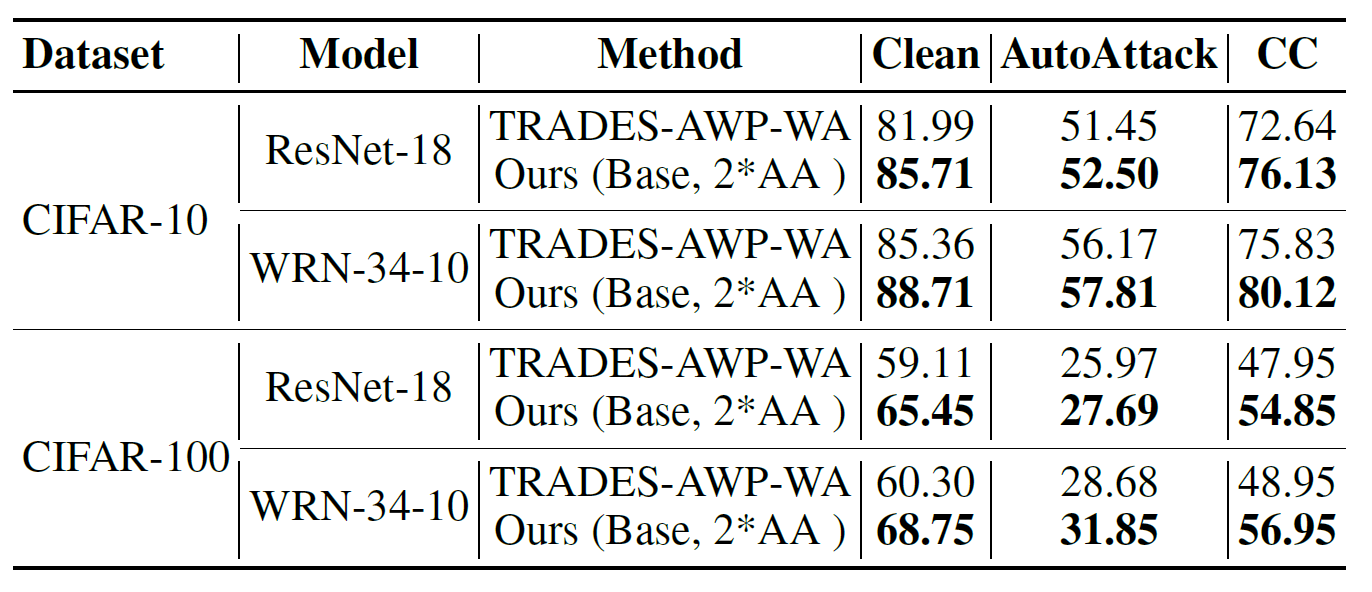 Dataset Model Method Clean AutoAttack CC
CIFAR-10 ResNet-18 TRADES-AWP-WA 81.99 51.45 72.64
Ours (Base, 2*AA ) 85.71 52.50 76.13
WRN-34-10 TRADES-AWP-WA 85.36 56.17 75.83
Ours (Base, 2*AA ) 88.71 57.81 80.12
CIFAR-100 ResNet-18 TRADES-AWP-WA 59.11 25.97 47.95
Ours (Base, 2*AA ) 65.45 27.69 54.85
WRN-34-10 TRADES-AWP-WA 60.30 28.68 48.95
Ours (Base, 2*AA ) 68.75 31.85 56.95